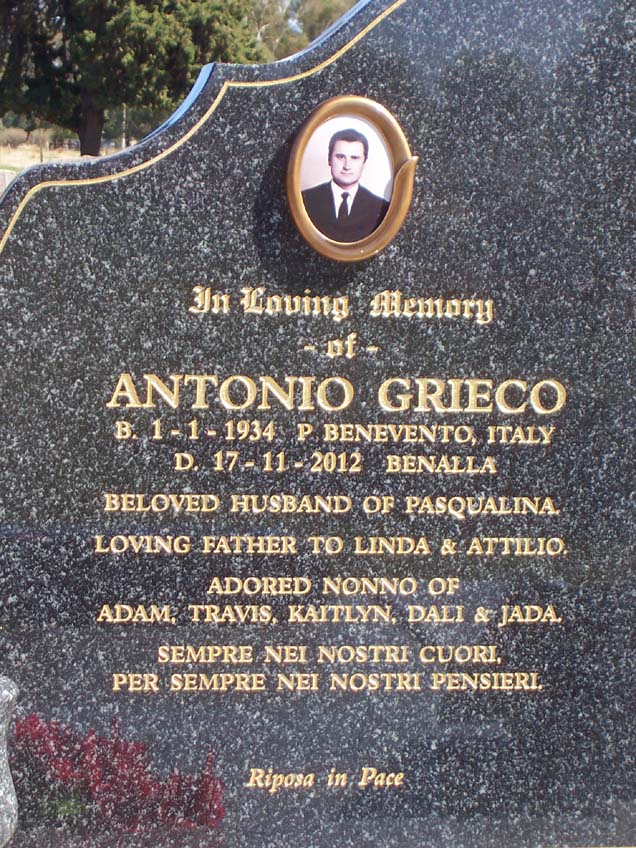 In Loving Memory
- of -
ANTONIO GRIECO
B. 1 - 1 - 1934 P BENEVENTO, ITALY
D. 17 - 11 - 2012 BENALLA
BELOVED HUSBAND OF PASQUALINA.
LOVING FATHER TO LINDA & ATTILIO.
ADORED NONNO OF
ADAM, TRAVIS, KAITLYN, DALI & JADA.
SEMPRE NEI NOSTRI CUORI,
PER SEMPRE NEI NOSTRI PENSIERI.
Riposa in Pace